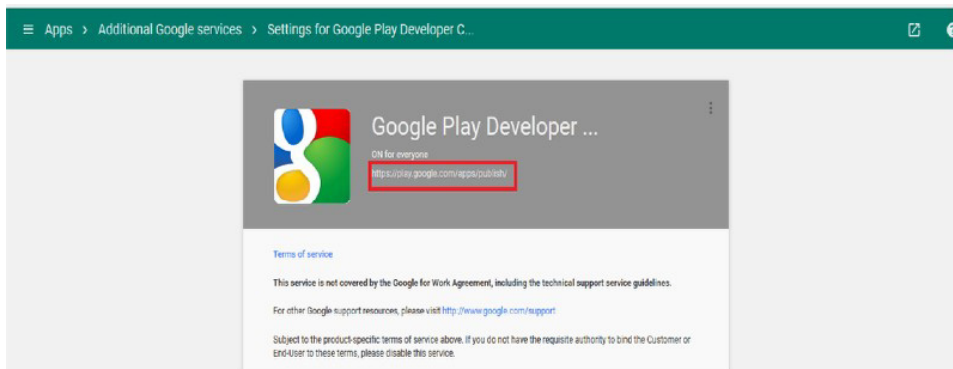 ≡ Apps > Additional Google services > Settings for Google Play Developer C...
Google Play Developer ...
ON for everyone
https://play.google.com/apps/publish/
Terms of service
This service is not covered by the Google for Work Agreement, including the technical support service guidelines.
For other Google support resources, please visit http://www.google.com/support
Subject to the product-specific terms of service above. If you do not have the requisite authority to bind the Customer or
End-User to these terms, please disable this service.